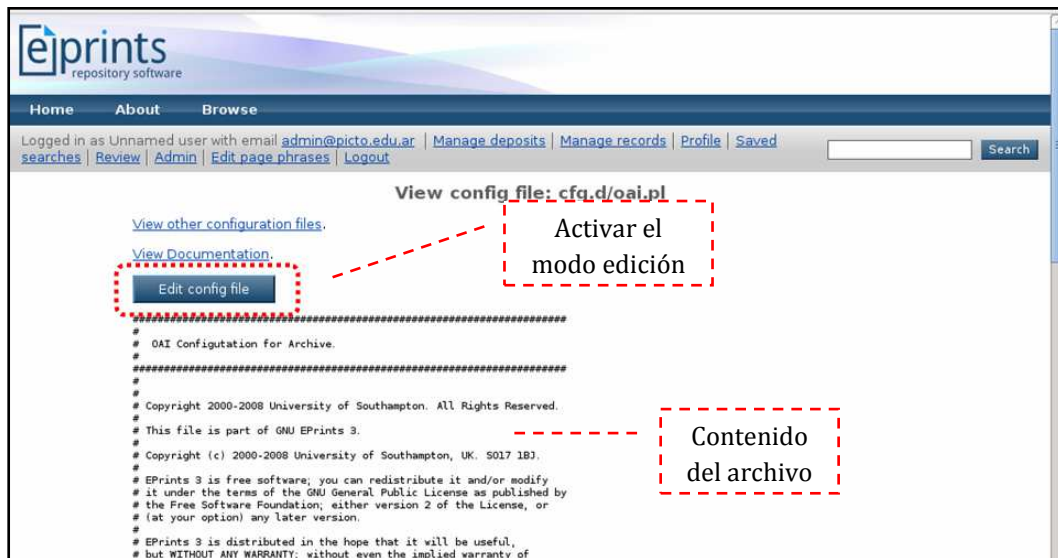 eprints
repository software
Home About Browse
Logged in as Unnamed user with email admin@picto.edu.ar | Manage deposits | Manage records | Profile | Saved
searches | Review | Admin | Edit page phrases | Logout
Search
View config file: cfg.d/oai.pl
View other configuration files.
Activar el
modo edición
View Documentation.
Edit config file
######################################################################
#
# OAI Configutation for Archive.
#
######################################################################
#
#
# Copyright 2000-2008 University of Southampton. All Rights Reserved.
#
# This file is part of GNU EPrints 3.
#
# Copyright (c) 2000-2008 University of Southampton, UK. SO17 1BJ.
#
# EPrints 3 is free software; you can redistribute it and/or modify
# it under the terms of the GNU General Public License as published by
# the Free Software Foundation; either version 2 of the License, or
# (at your option) any later version.
#
# EPrints 3 is distributed in the hope that it will be useful,
# but WITHOUT ANY WARRANTY; without even the implied warranty of
Contenido
del archivo